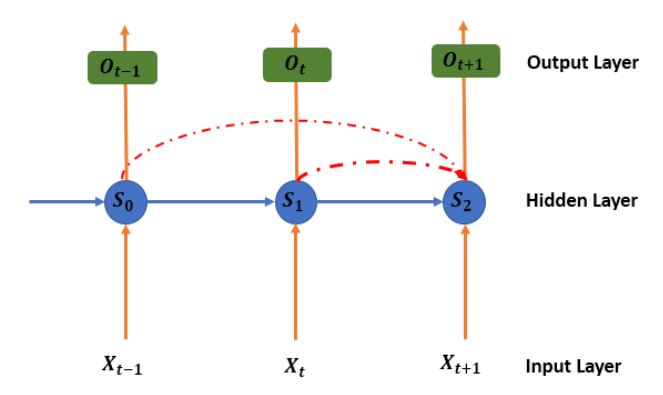 O_{t-1} O_t O_{t+1} Output Layer
S_0 S_1 S_2 Hidden Layer
X_{t-1} X_t X_{t+1} Input Layer